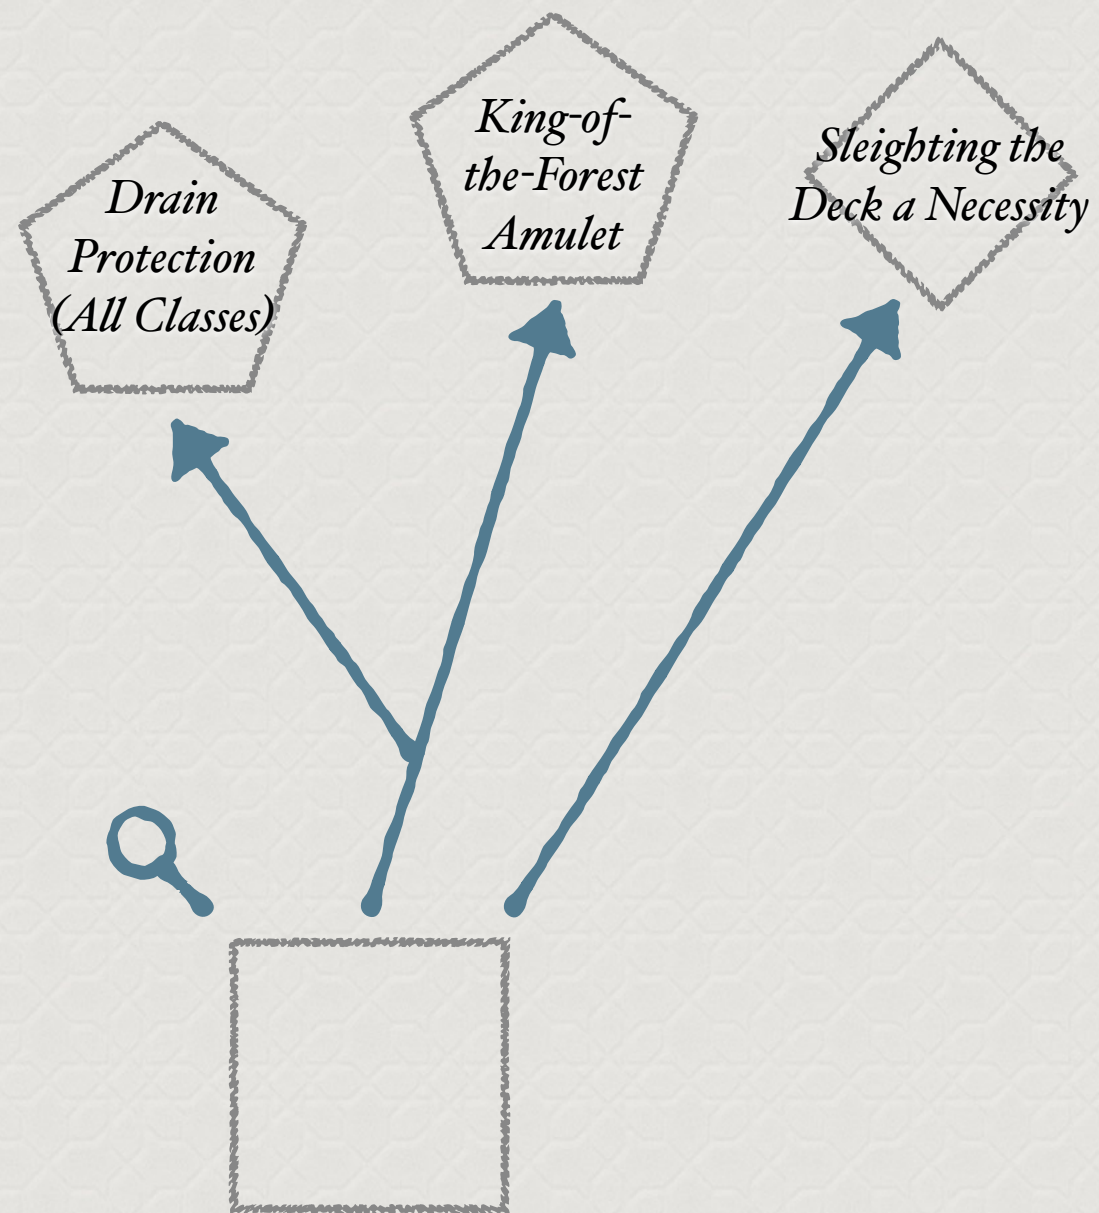 Drain
Protection
(All Classes)
King-of-
the-Forest
Amulet
Sleighting the
Deck a Necessity